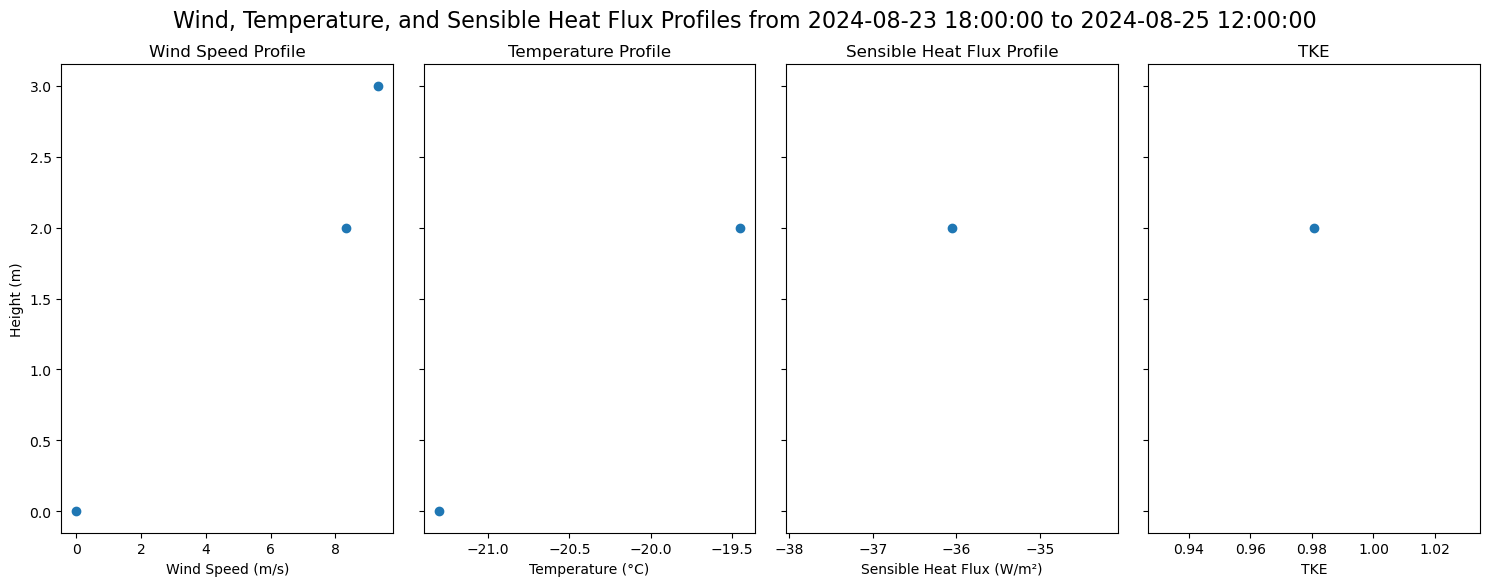 Wind, Temperature, and Sensible Heat Flux Profiles from 2024-08-23 18:00:00 to 2024-08-25 12:00:00
Wind Speed Profile
Temperature Profile
Sensible Heat Flux Profile
TKE
3.0
2.5
2.0
1.5
1.0
0.5
0.0
Height (m)
0 2 4 6 8
−21.0 −20.5 −20.0 −19.5
−38 −37 −36 −35
0.94 0.96 0.98 1.00 1.02
Wind Speed (m/s)
Temperature (°C)
Sensible Heat Flux (W/m²)
TKE